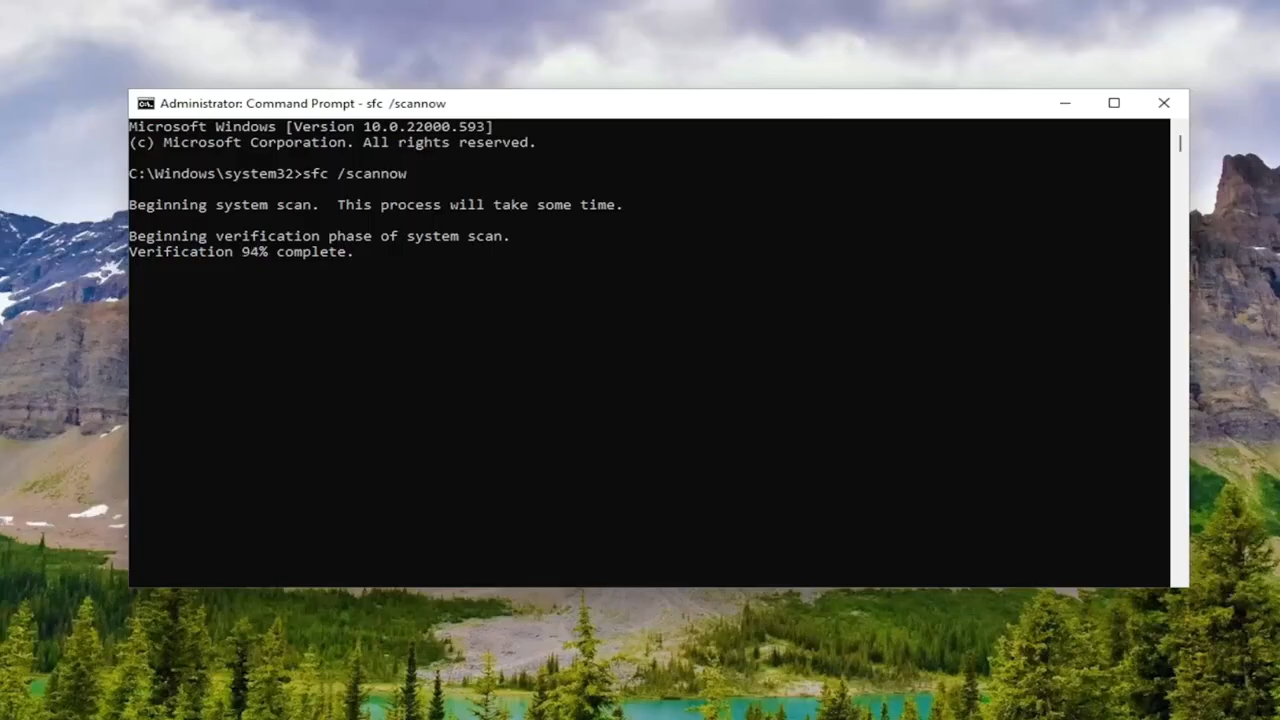 Administrator: Command Prompt - sfc  /scannow
Microsoft Windows [Version 10.0.22000.593]
(c) Microsoft Corporation. All rights reserved.
C:\Windows\system32>sfc /scannow
Beginning system scan.  This process will take some time.
Beginning verification phase of system scan.
Verification 94% complete.